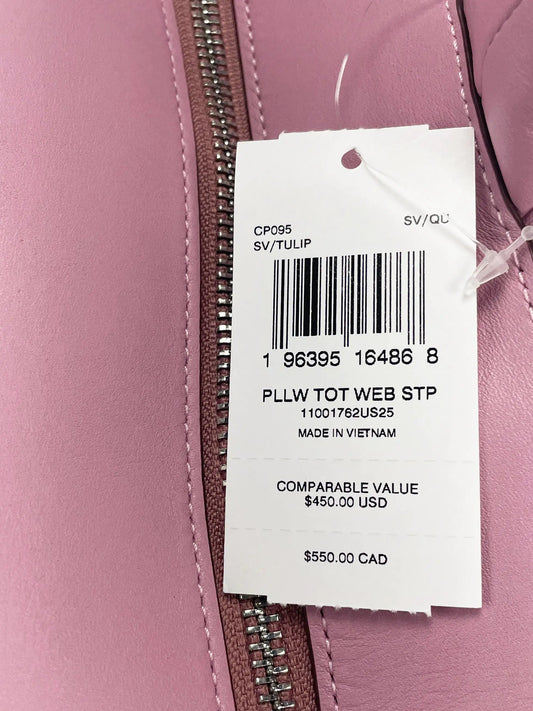 CP095
SV/QU
SV/TULIP
1 96395 16486 8
PLLW TOT WEB STP
11001762US25
MADE IN VIETNAM
COMPARABLE VALUE
$450.00 USD
$550.00 CAD